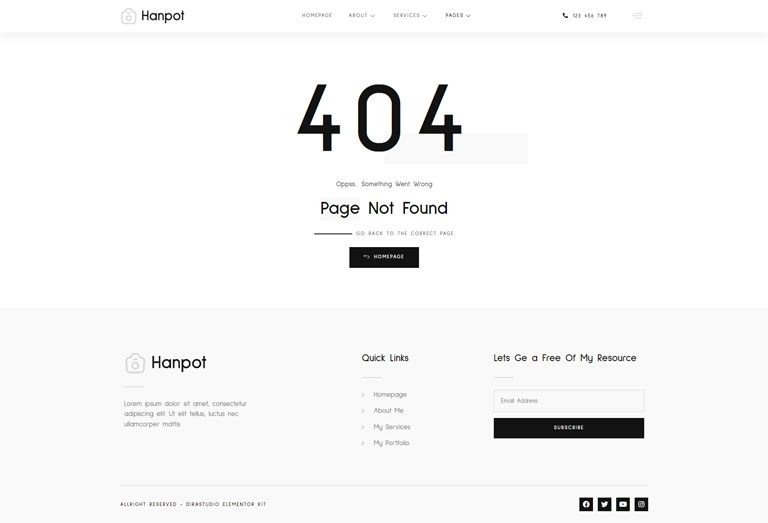 Hanpot
HOMEPAGE
ABOUT
SERVICES
PAGES
123 456 789
404
Oppss.. Something Went Wrong
Page Not Found
GO BACK TO THE CORRECT PAGE
HOMEPAGE
Hanpot
Lorem ipsum dolor sit amet, consectetur
adipiscing elit. Ut elit tellus, luctus nec
ullamcorper mattis
Quick Links
Homepage
About Me
My Services
My Portfolio
Lets Ge a Free Of My Resource
Email Address
SUBSCRIBE
ALLRIGHT RESERVED - DIRASTUDIO ELEMENTOR KIT